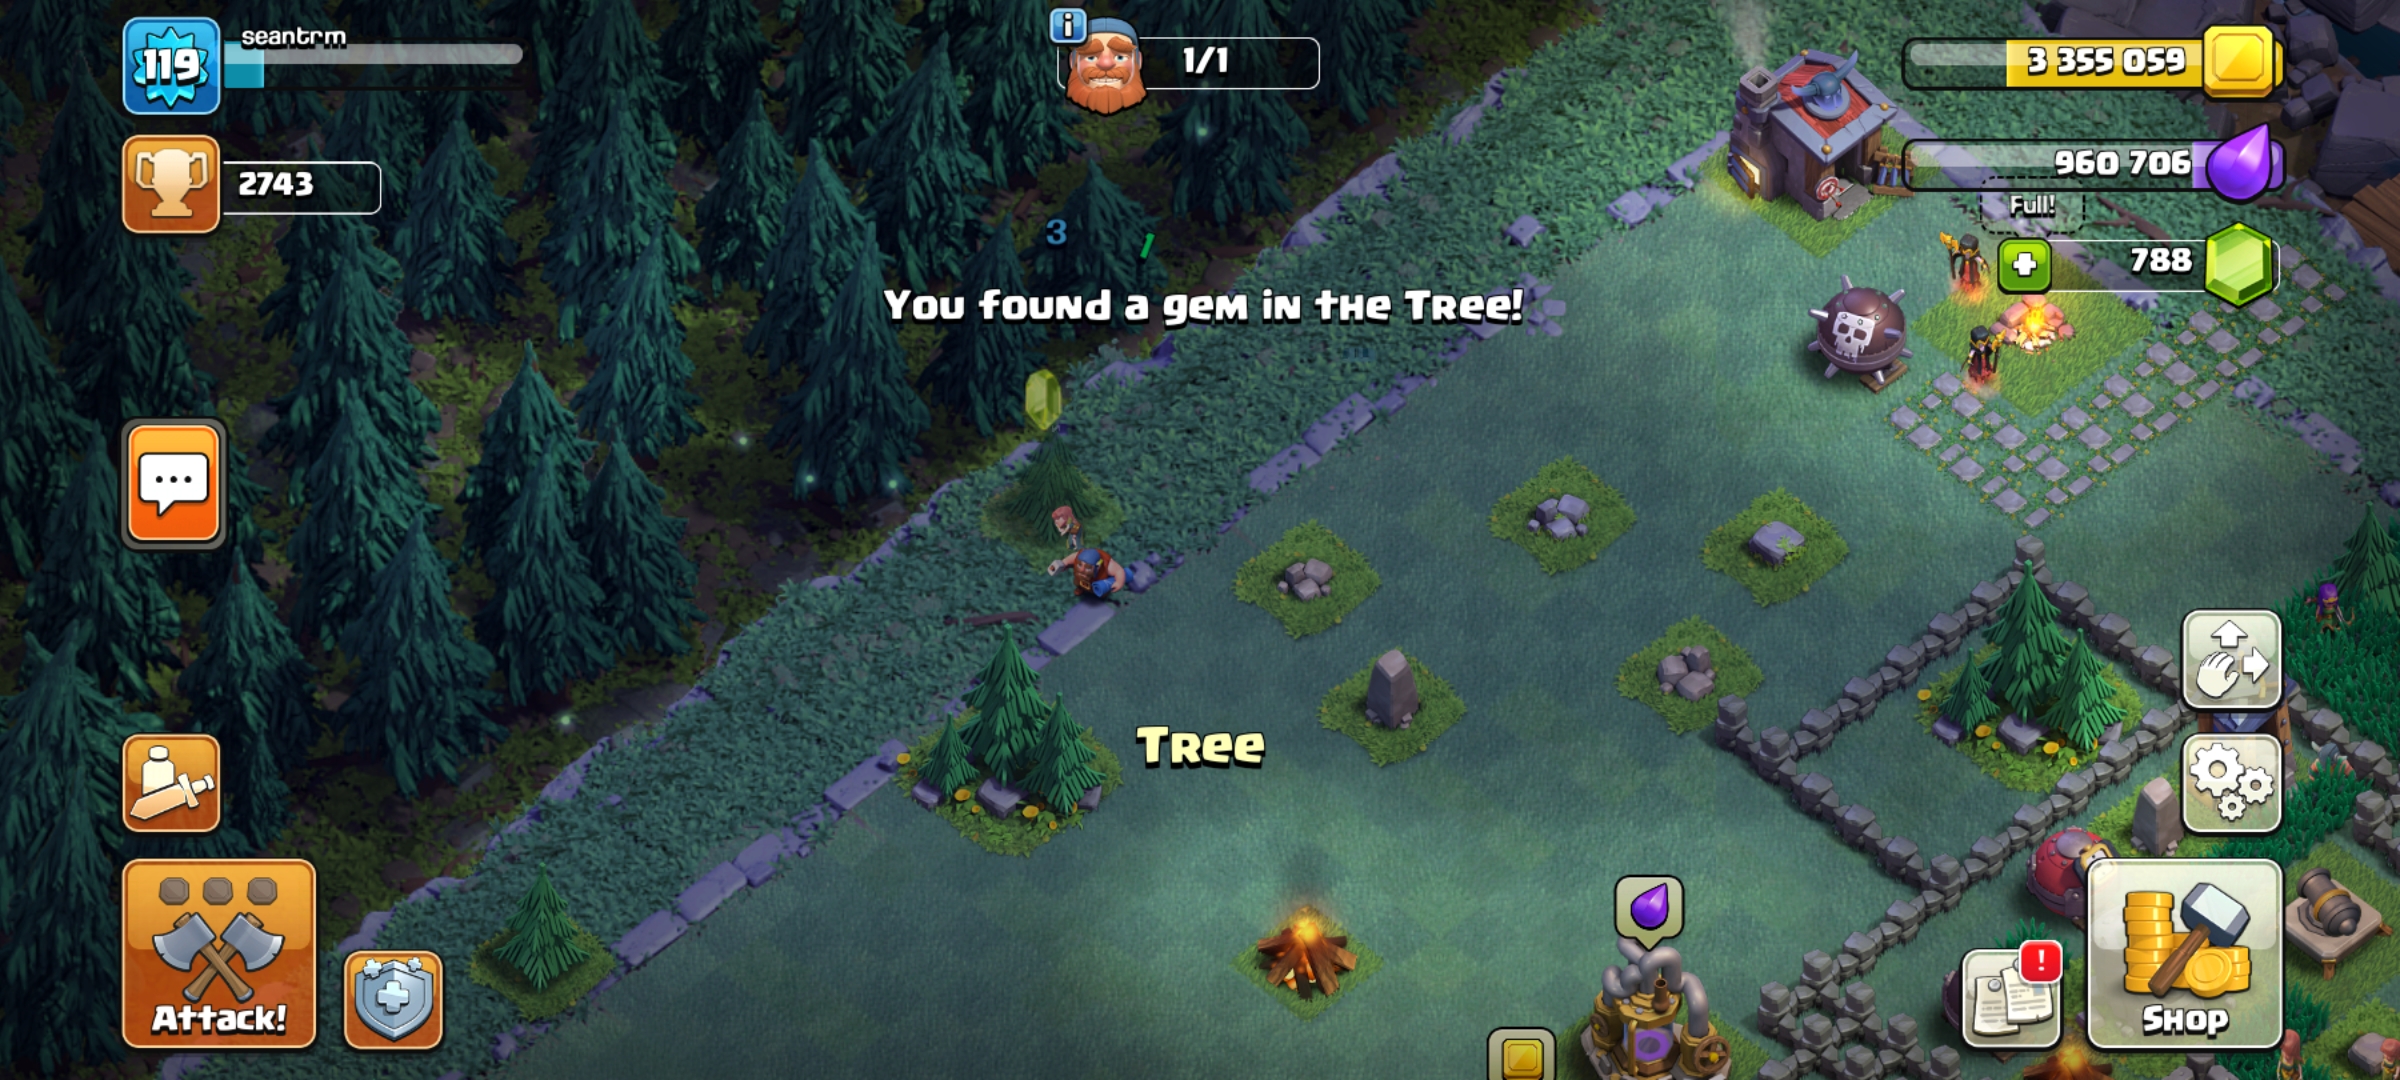 119
seantrm
i
1/1
3 355 059
960 706
Full!
2743
788
3
You found a gem in the Tree!
Tree
Attack!
!
Shop